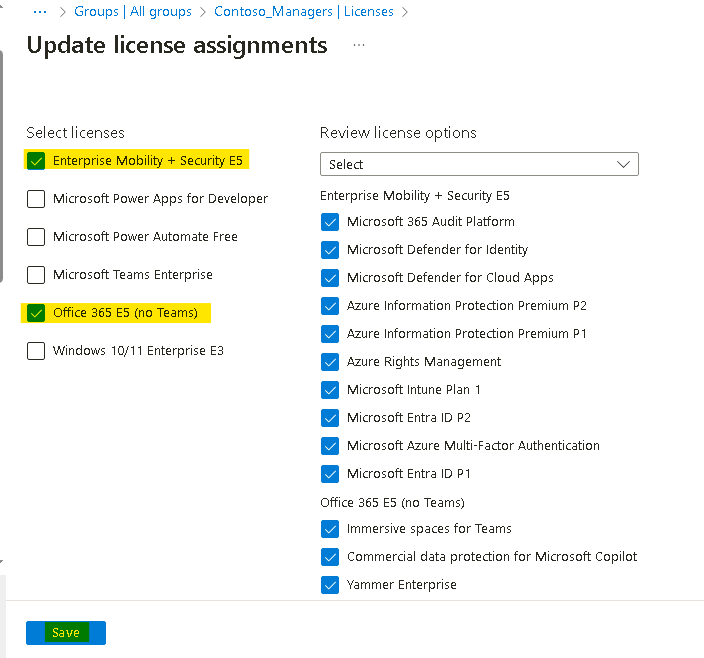 ··· > Groups | All groups > Contoso_Managers | Licenses >
Update license assignments ···
Select licenses
Enterprise Mobility + Security E5
Microsoft Power Apps for Developer
Microsoft Power Automate Free
Microsoft Teams Enterprise
Office 365 E5 (no Teams)
Windows 10/11 Enterprise E3
Review license options
Select
Enterprise Mobility + Security E5
Microsoft 365 Audit Platform
Microsoft Defender for Identity
Microsoft Defender for Cloud Apps
Azure Information Protection Premium P2
Azure Information Protection Premium P1
Azure Rights Management
Microsoft Intune Plan 1
Microsoft Entra ID P2
Microsoft Azure Multi-Factor Authentication
Microsoft Entra ID P1
Office 365 E5 (no Teams)
Immersive spaces for Teams
Commercial data protection for Microsoft Copilot
Yammer Enterprise
Save